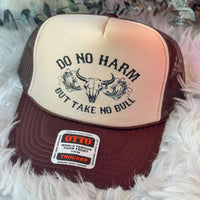 DO NO HARM
BUT TAKE NO BULL
OTTO
TRUCKER